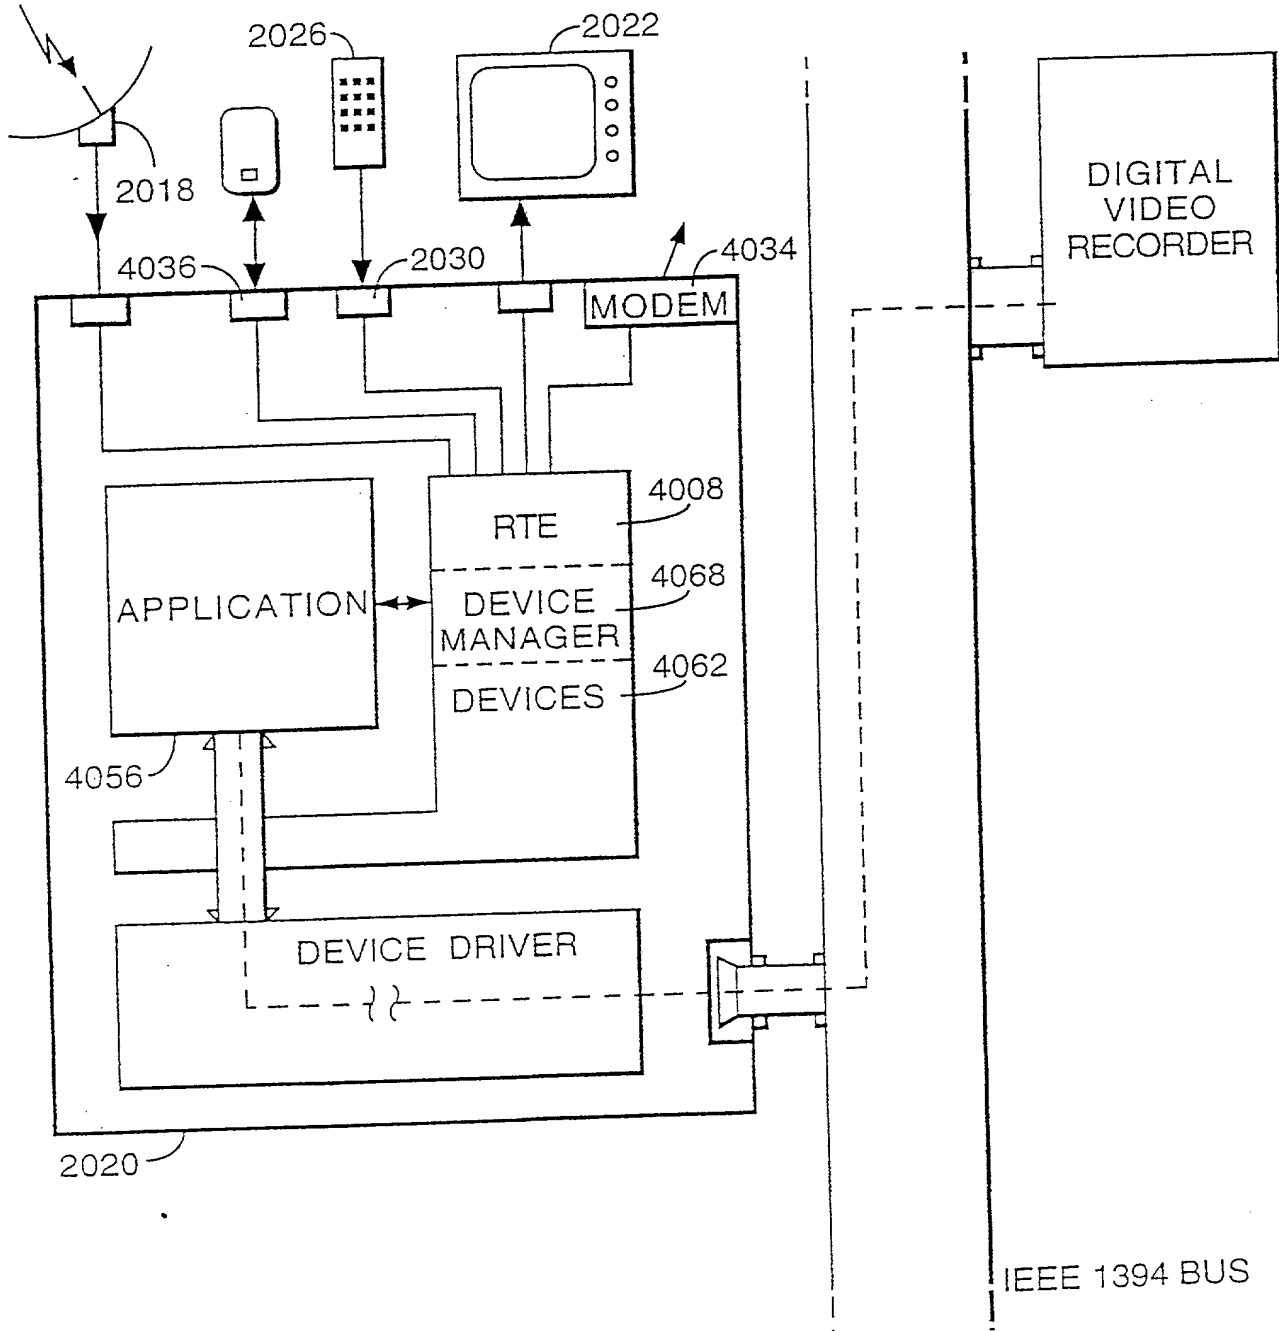 2026
2022
2018
DIGITAL
VIDEO
RECORDER
4036
2030
4034
MODEM
4008
RTE
4068
APPLICATION
DEVICE
MANAGER
4062
DEVICES
4056
DEVICE DRIVER
2020
IEEE 1394 BUS